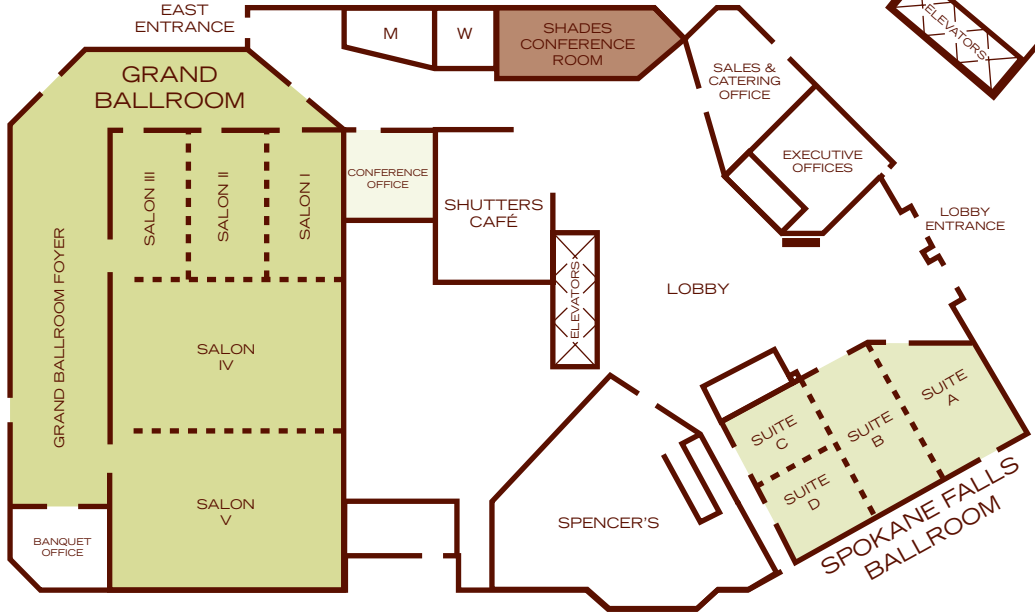 EAST
ENTRANCE
M
W
SHADES
CONFERENCE
ROOM
ELEVATORS
GRAND
BALLROOM
SALES &
CATERING
OFFICE
EXECUTIVE
OFFICES
CONFERENCE
OFFICE
SALON III
SALON II
SALON I
SHUTTERS
CAFÉ
LOBBY
ENTRANCE
GRAND BALLROOM FOYER
ELEVATORS
LOBBY
SALON
IV
SUITE
A
SUITE
B
SUITE
C
SUITE
D
SALON
V
SPENCER'S
BANQUET
OFFICE
SPOKANE FALLS
BALLROOM